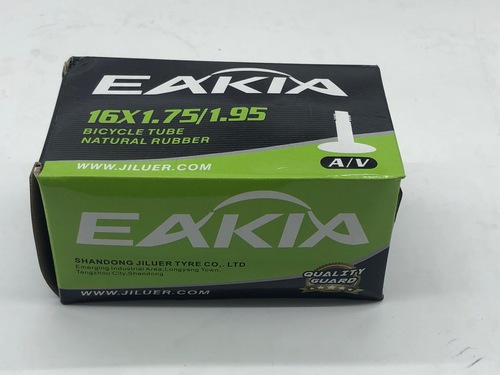 EAKIA
16X1.75/1.95
BICYCLE TUBE
NATURAL RUBBER
WWW.JILUER.COM
A/V
EAKIA
SHANDONG JILUER TYRE CO,. LTD
Emerging Industrial Area,Longyang Town,
Tengzhou City,Shandong
WWW.JILUER.COM
QUALITY
GUARD